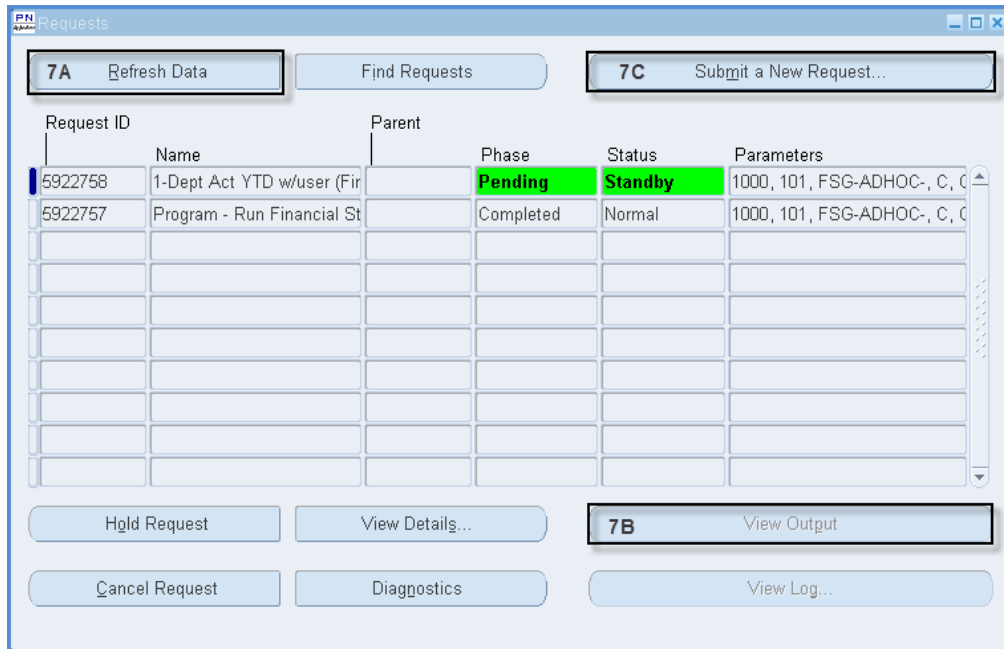 PN
Requests
7A Refresh Data Find Requests 7C Submit a New Request...
Request ID Parent
Name Phase Status Parameters
5922758 1-Dept Act YTD w/user (Fir Pending Standby 1000, 101, FSG-ADHOC-, C,
5922757 Program - Run Financial St Completed Normal 1000, 101, FSG-ADHOC-, C,
Hold Request View Details... 7B View Output
Cancel Request Diagnostics View Log...